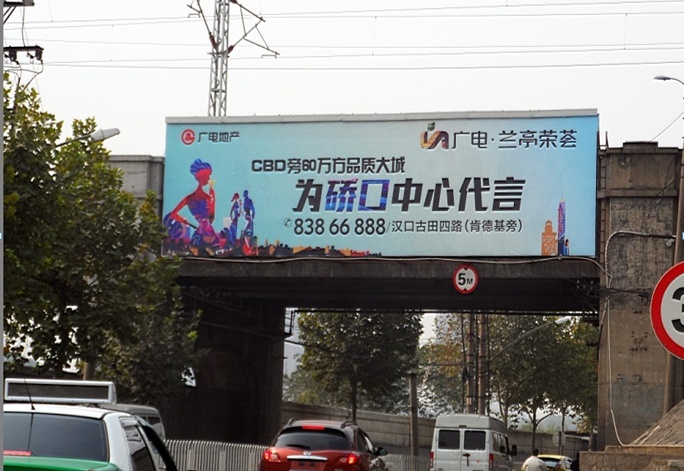 广电地产
广电·兰亭荣荟
CBD旁60万方品质大城
为硚口中心代言
838 66 888/汉口古田四路(肯德基旁)
5M
3